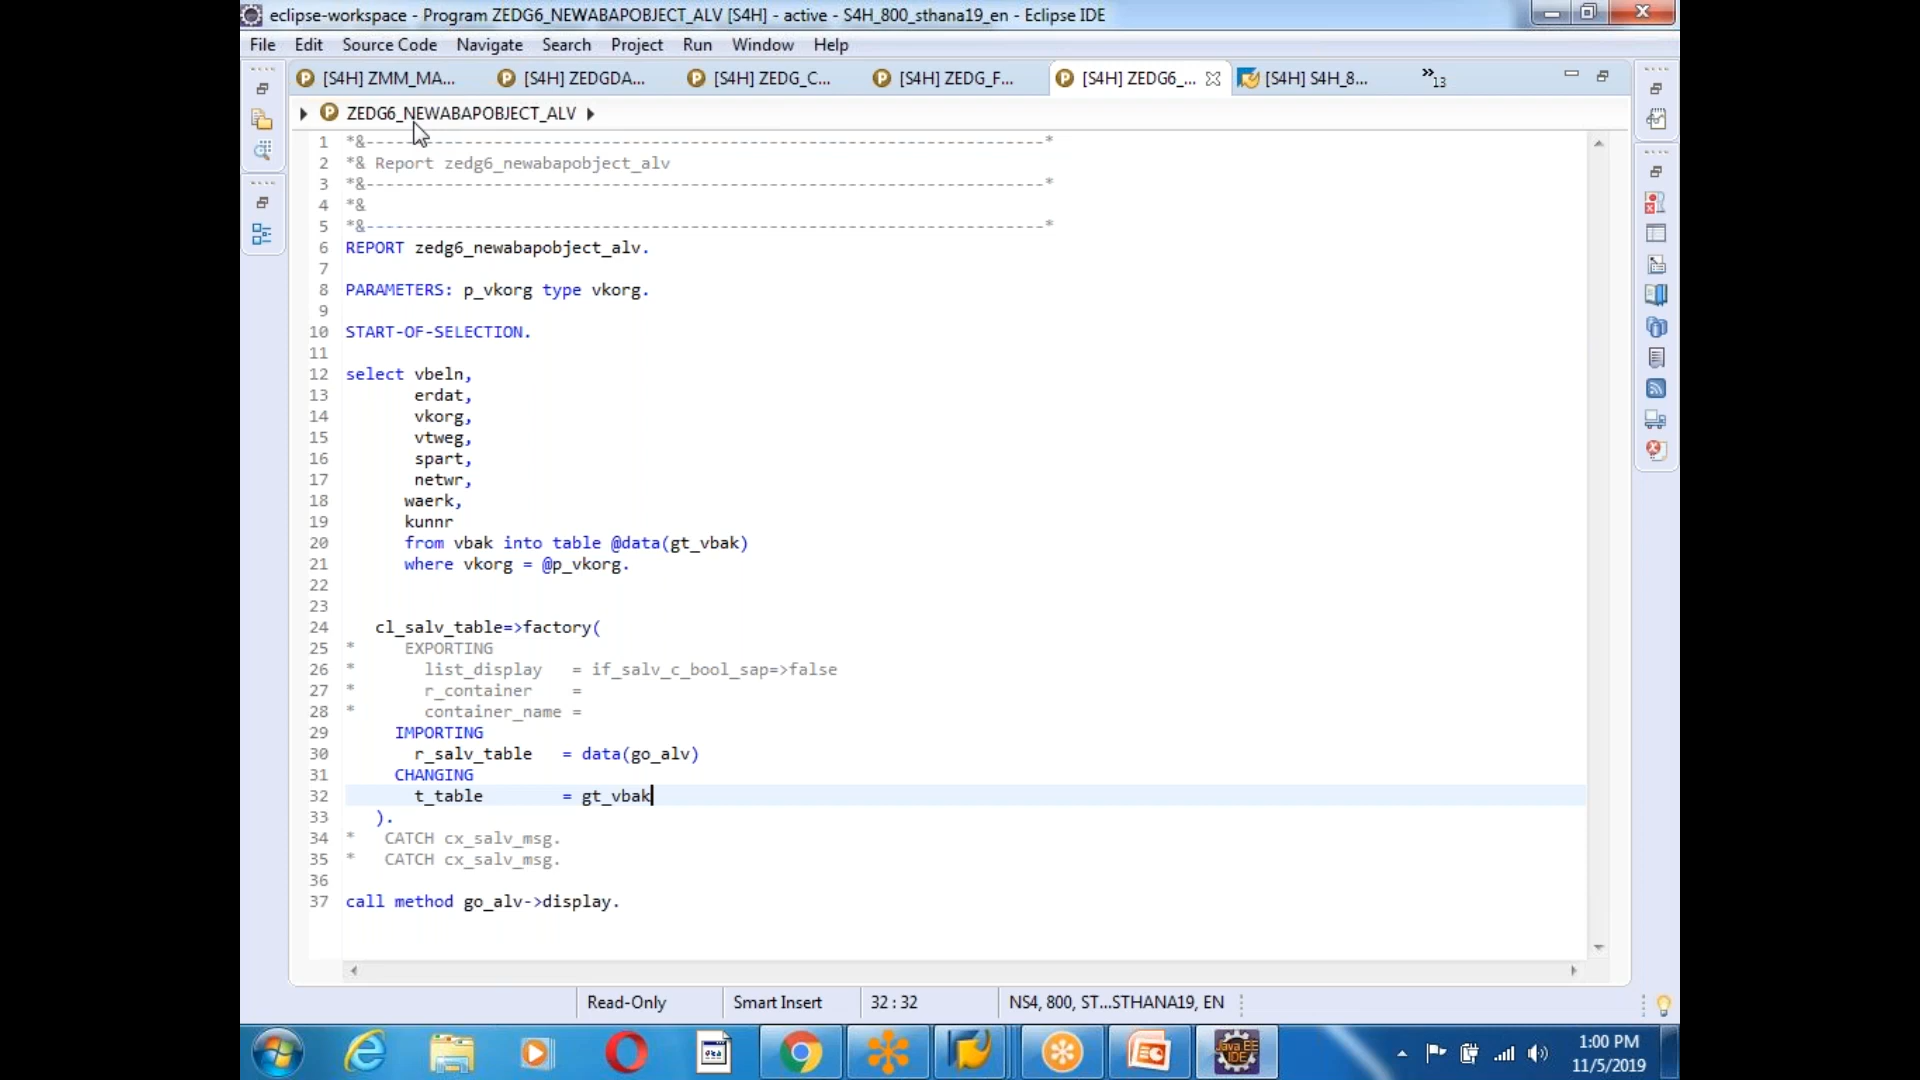 eclipse-workspace - Program ZEDG6_NEWABAPOBJECT_ALV [S4H] - active - S4H_800_sthana19_en - Eclipse IDE
File Edit Source Code Navigate Search Project Run Window Help
[S4H] ZMM_MA... [S4H] ZEDGDA... [S4H] ZEDG_C... [S4H] ZEDG_F... [S4H] ZEDG6_... [S4H] S4H_8... »13
ZEDG6_NEWABAPOBJECT_ALV
1 *&---------------------------------------------------------------------*
2 *& Report zedg6_newabapobject_alv
3 *&---------------------------------------------------------------------*
4 *&
5 *&---------------------------------------------------------------------*
6 REPORT zedg6_newabapobject_alv.
7
8 PARAMETERS: p_vkorg type vkorg.
9
10 START-OF-SELECTION.
11
12 select vbeln,
13 erdat,
14 vkorg,
15 vtweg,
16 spart,
17 netwr,
18 waerk,
19 kunnr
20 from vbak into table @data(gt_vbak)
21 where vkorg = @p_vkorg.
22
23
24 cl_salv_table=>factory(
25 * EXPORTING
26 * list_display = if_salv_c_bool_sap=>false
27 * r_container =
28 * container_name =
29 IMPORTING
30 r_salv_table = data(go_alv)
31 CHANGING
32 t_table = gt_vbak
33 ).
34 * CATCH cx_salv_msg.
35 * CATCH cx_salv_msg.
36
37 call method go_alv->display.
Read-Only Smart Insert 32 : 32 NS4, 800, ST...STHANA19, EN
Java EE
IDE
1:00 PM
11/5/2019